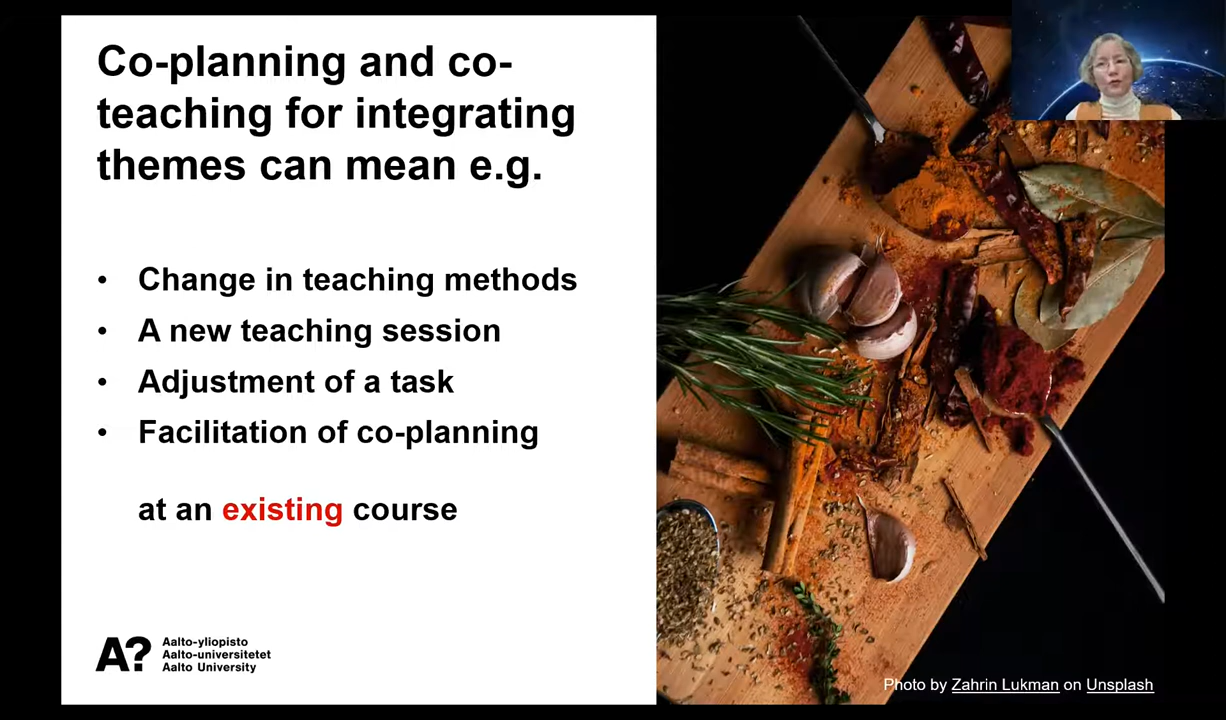 Co-planning and co-
teaching for integrating
themes can mean e.g.
• Change in teaching methods
• A new teaching session
• Adjustment of a task
• Facilitation of co-planning
at an existing course
A?
Aalto-yliopisto
Aalto-universitetet
Aalto University
Photo by Zahrin Lukman on Unsplash